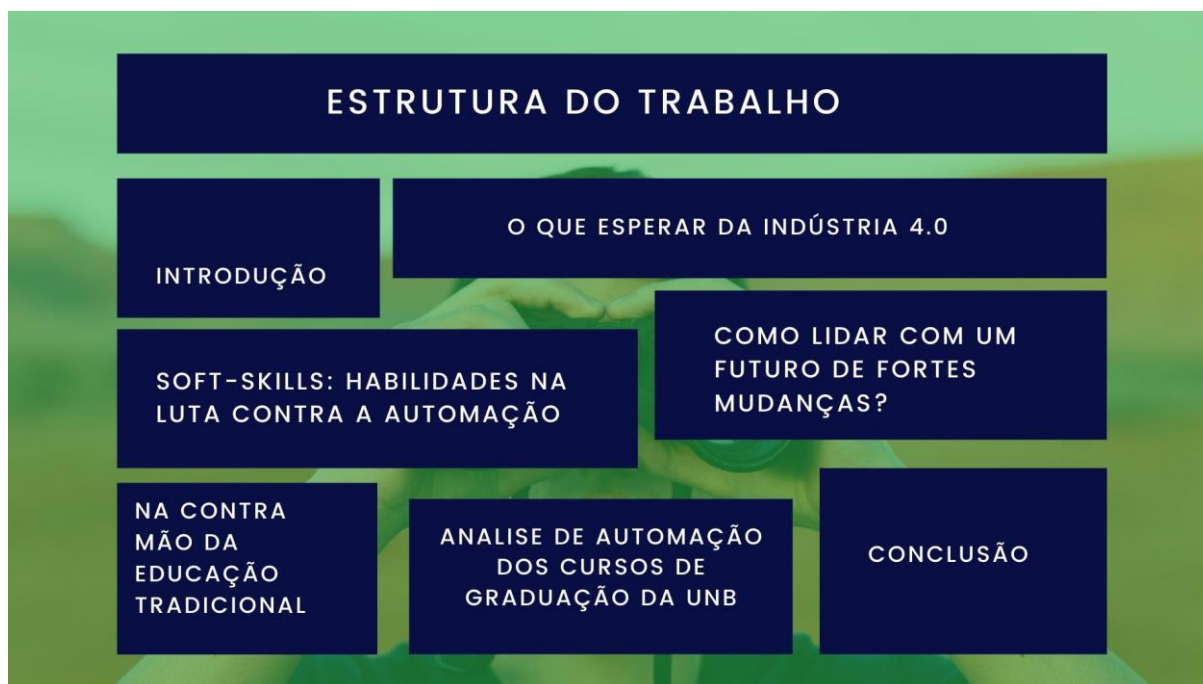 ESTRUTURA DO TRABALHO
INTRODUÇÃO
O QUE ESPERAR DA INDÚSTRIA 4.0
SOFT-SKILLS: HABILIDADES NA
LUTA CONTRA A AUTOMAÇÃO
COMO LIDAR COM UM
FUTURO DE FORTES
MUDANÇAS?
NA CONTRA
MÃO DA
EDUCAÇÃO
TRADICIONAL
ANALISE DE AUTOMAÇÃO
DOS CURSOS DE
GRADUAÇÃO DA UNB
CONCLUSÃO